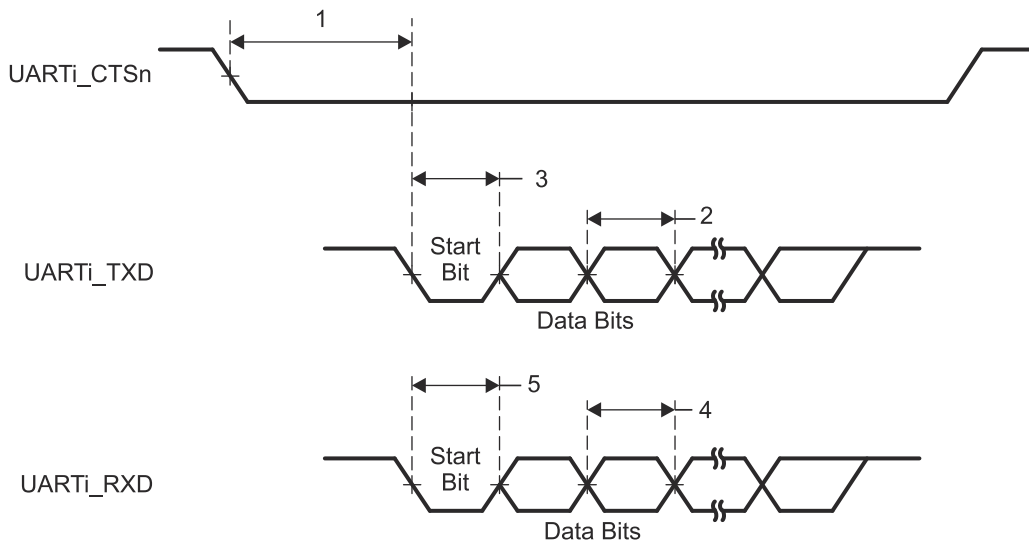 1
UARTi_CTSn
3
2
Start
Bit
UARTi_TXD
Data Bits
5
4
Start
Bit
UARTi_RXD
Data Bits